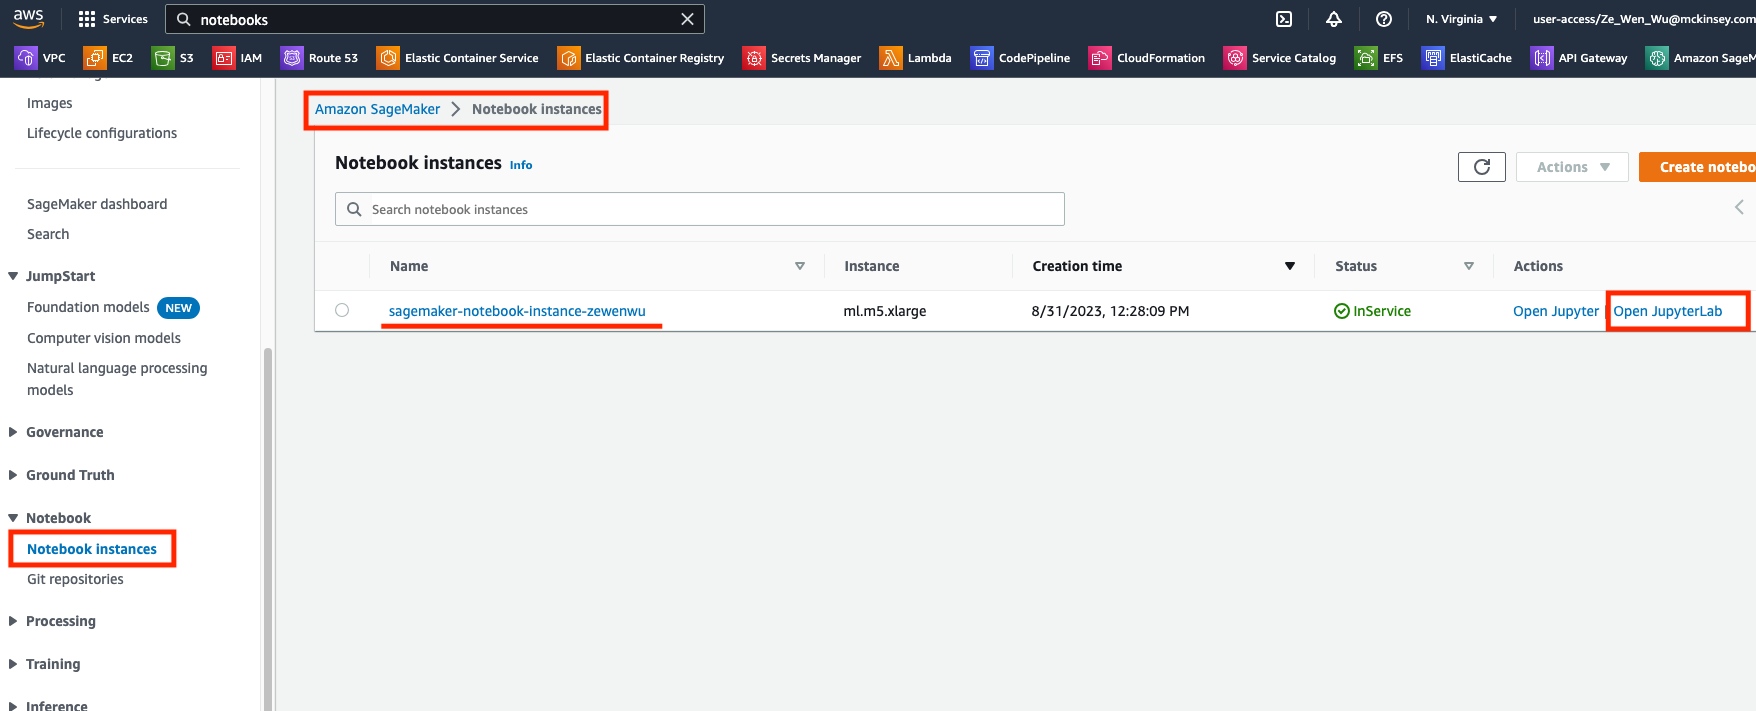 aws
Services
notebooks
N. Virginia
user-access/Ze_Wen_Wu@mckinsey.com
VPC
EC2
S3
IAM
Route 53
Elastic Container Service
Elastic Container Registry
Secrets Manager
Lambda
CodePipeline
CloudFormation
Service Catalog
EFS
ElastiCache
API Gateway
Amazon SageM
Images
Lifecycle configurations
SageMaker dashboard
Search
JumpStart
Foundation models NEW
Computer vision models
Natural language processing
models
Governance
Ground Truth
Notebook
Notebook instances
Git repositories
Processing
Training
Inference
Amazon SageMaker > Notebook instances
Notebook instances Info
Actions
Create notebo
Search notebook instances
Name Instance Creation time Status Actions
sagemaker-notebook-instance-zewenwu ml.m5.xlarge 8/31/2023, 12:28:09 PM InService Open Jupyter | Open JupyterLab